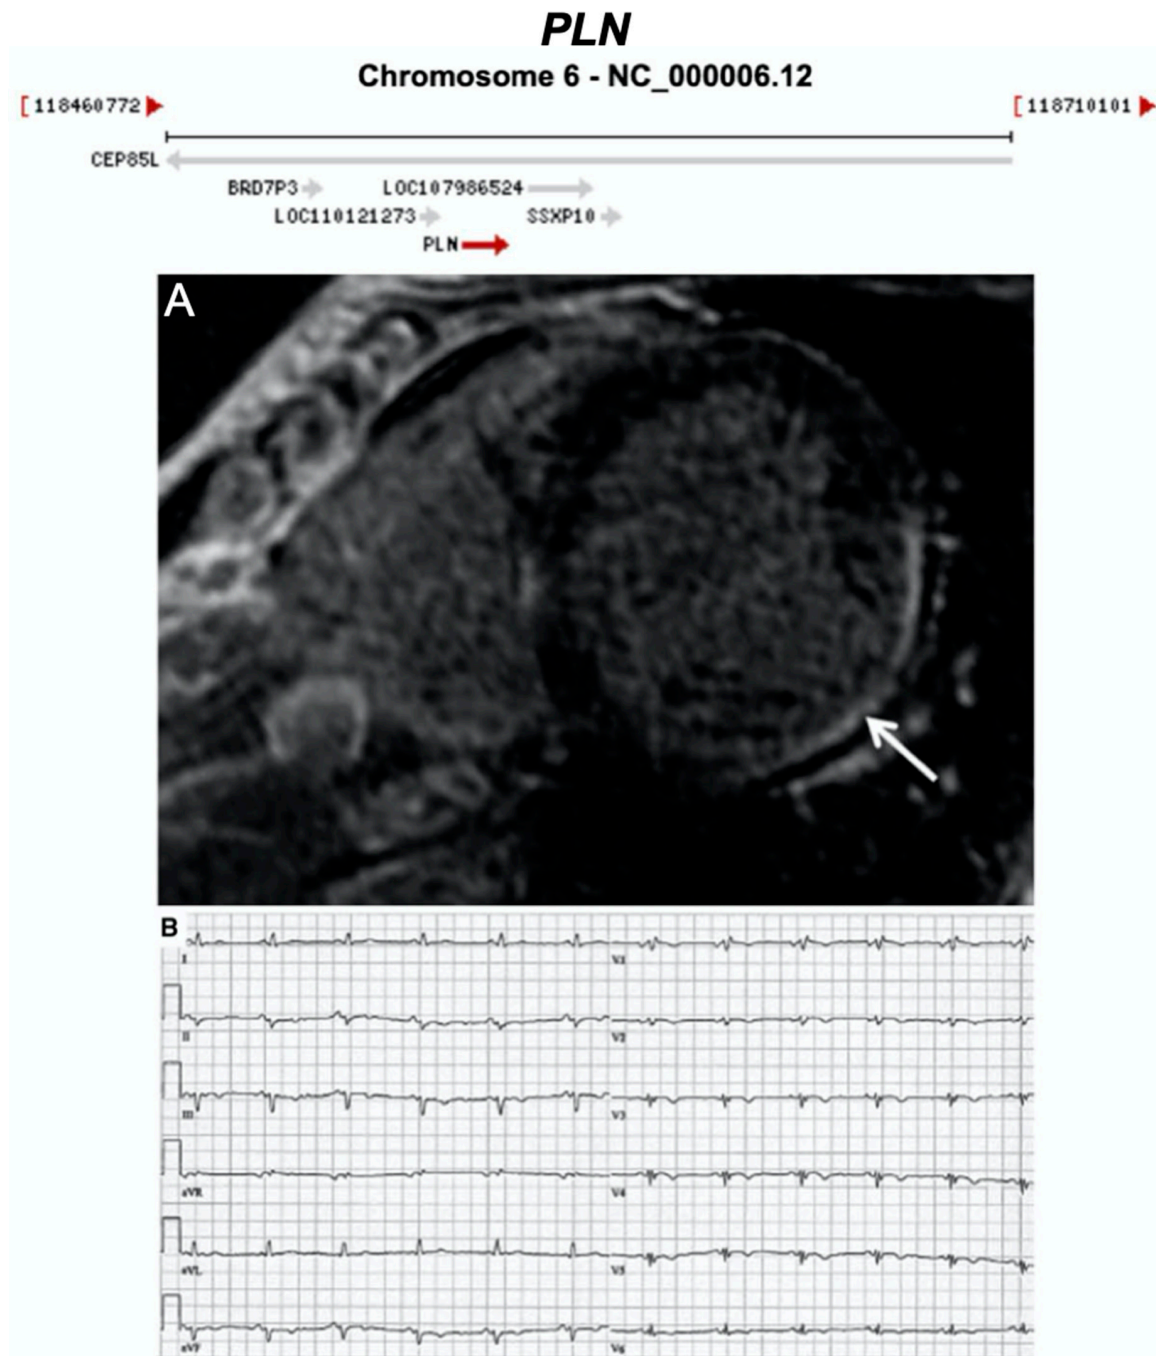 PLN
Chromosome 6 - NC_000006.12
[118460772 [118710101
CEP85L
BRD7P3 LOC107986524
LOC110121273 SSXP10
PLN
A
B
I V1
II V2
III V3
aVR V4
aVL V5
aVF V6